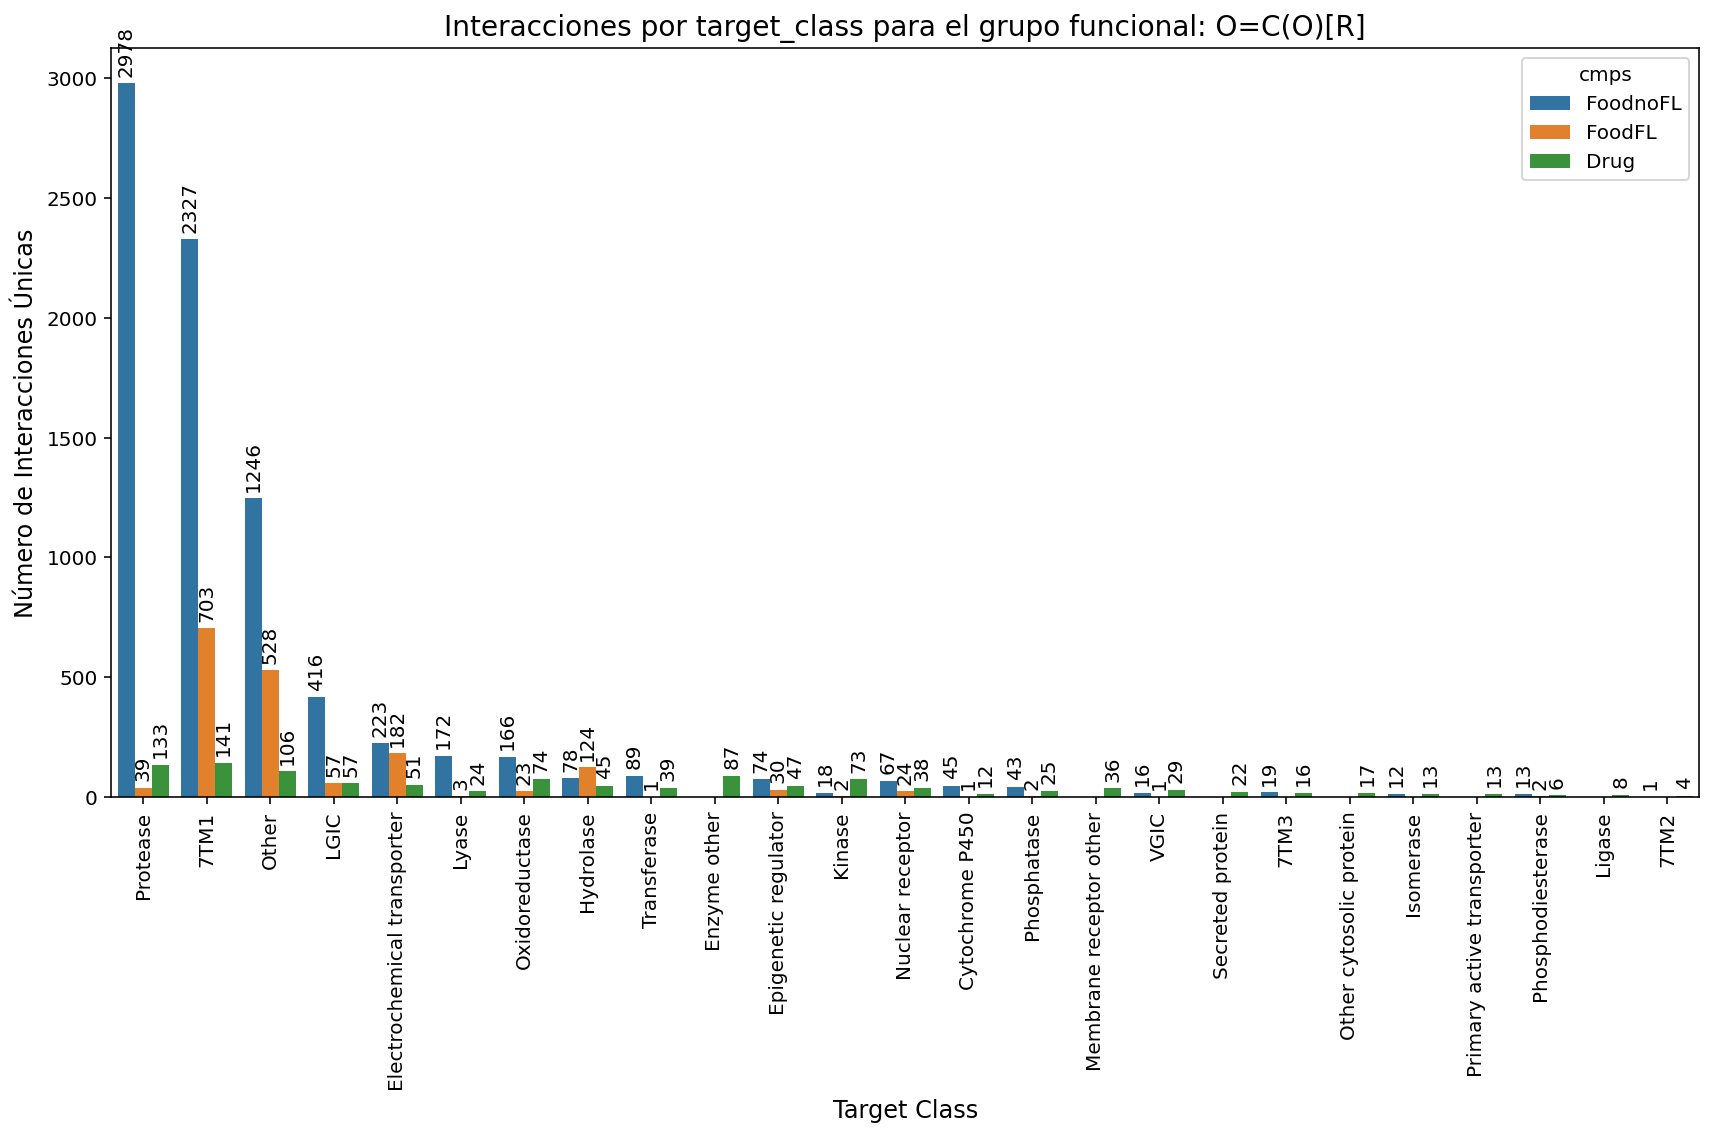 Interacciones por target_class para el grupo funcional: O=C(O)[R]
Número de Interacciones Únicas
3000
2500
2000
1500
1000
500
0
cmps
FoodnoFL
FoodFL
Drug
2978
39
133
2327
703
141
1246
528
106
416
57
57
223
182
51
172
3
24
166
23
74
78
124
45
89
1
39
87
74
30
47
18
2
73
67
24
38
45
1
12
43
2
25
36
16
1
29
22
19
16
17
12
13
13
13
2
6
8
1
4
Protease
7TM1
Other
LGIC
Electrochemical transporter
Lyase
Oxidoreductase
Hydrolase
Transferase
Enzyme other
Epigenetic regulator
Kinase
Nuclear receptor
Cytochrome P450
Phosphatase
Membrane receptor other
VGIC
Secreted protein
7TM3
Other cytosolic protein
Isomerase
Primary active transporter
Phosphodiesterase
Ligase
7TM2
Target Class